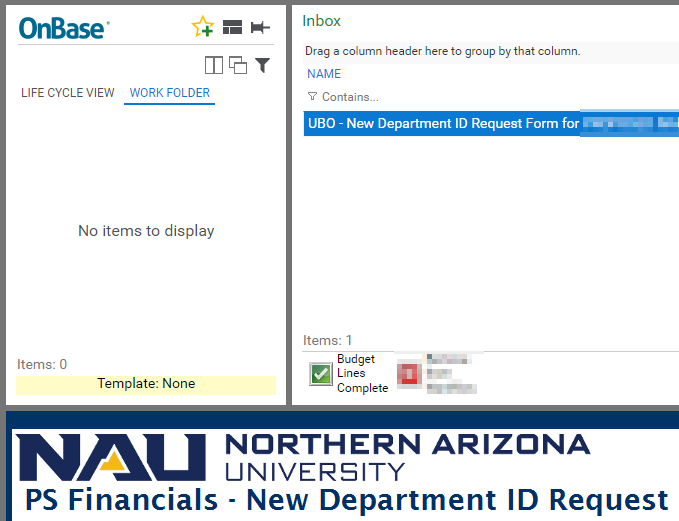 OnBase®
LIFE CYCLE VIEW WORK FOLDER
No items to display
Items: 0
Template: None
Inbox
Drag a column header here to group by that column.
NAME
Contains...
UBO - New Department ID Request Form for
Items: 1
Budget
Lines
Complete
NAU NORTHERN ARIZONA
UNIVERSITY
PS Financials - New Department ID Request